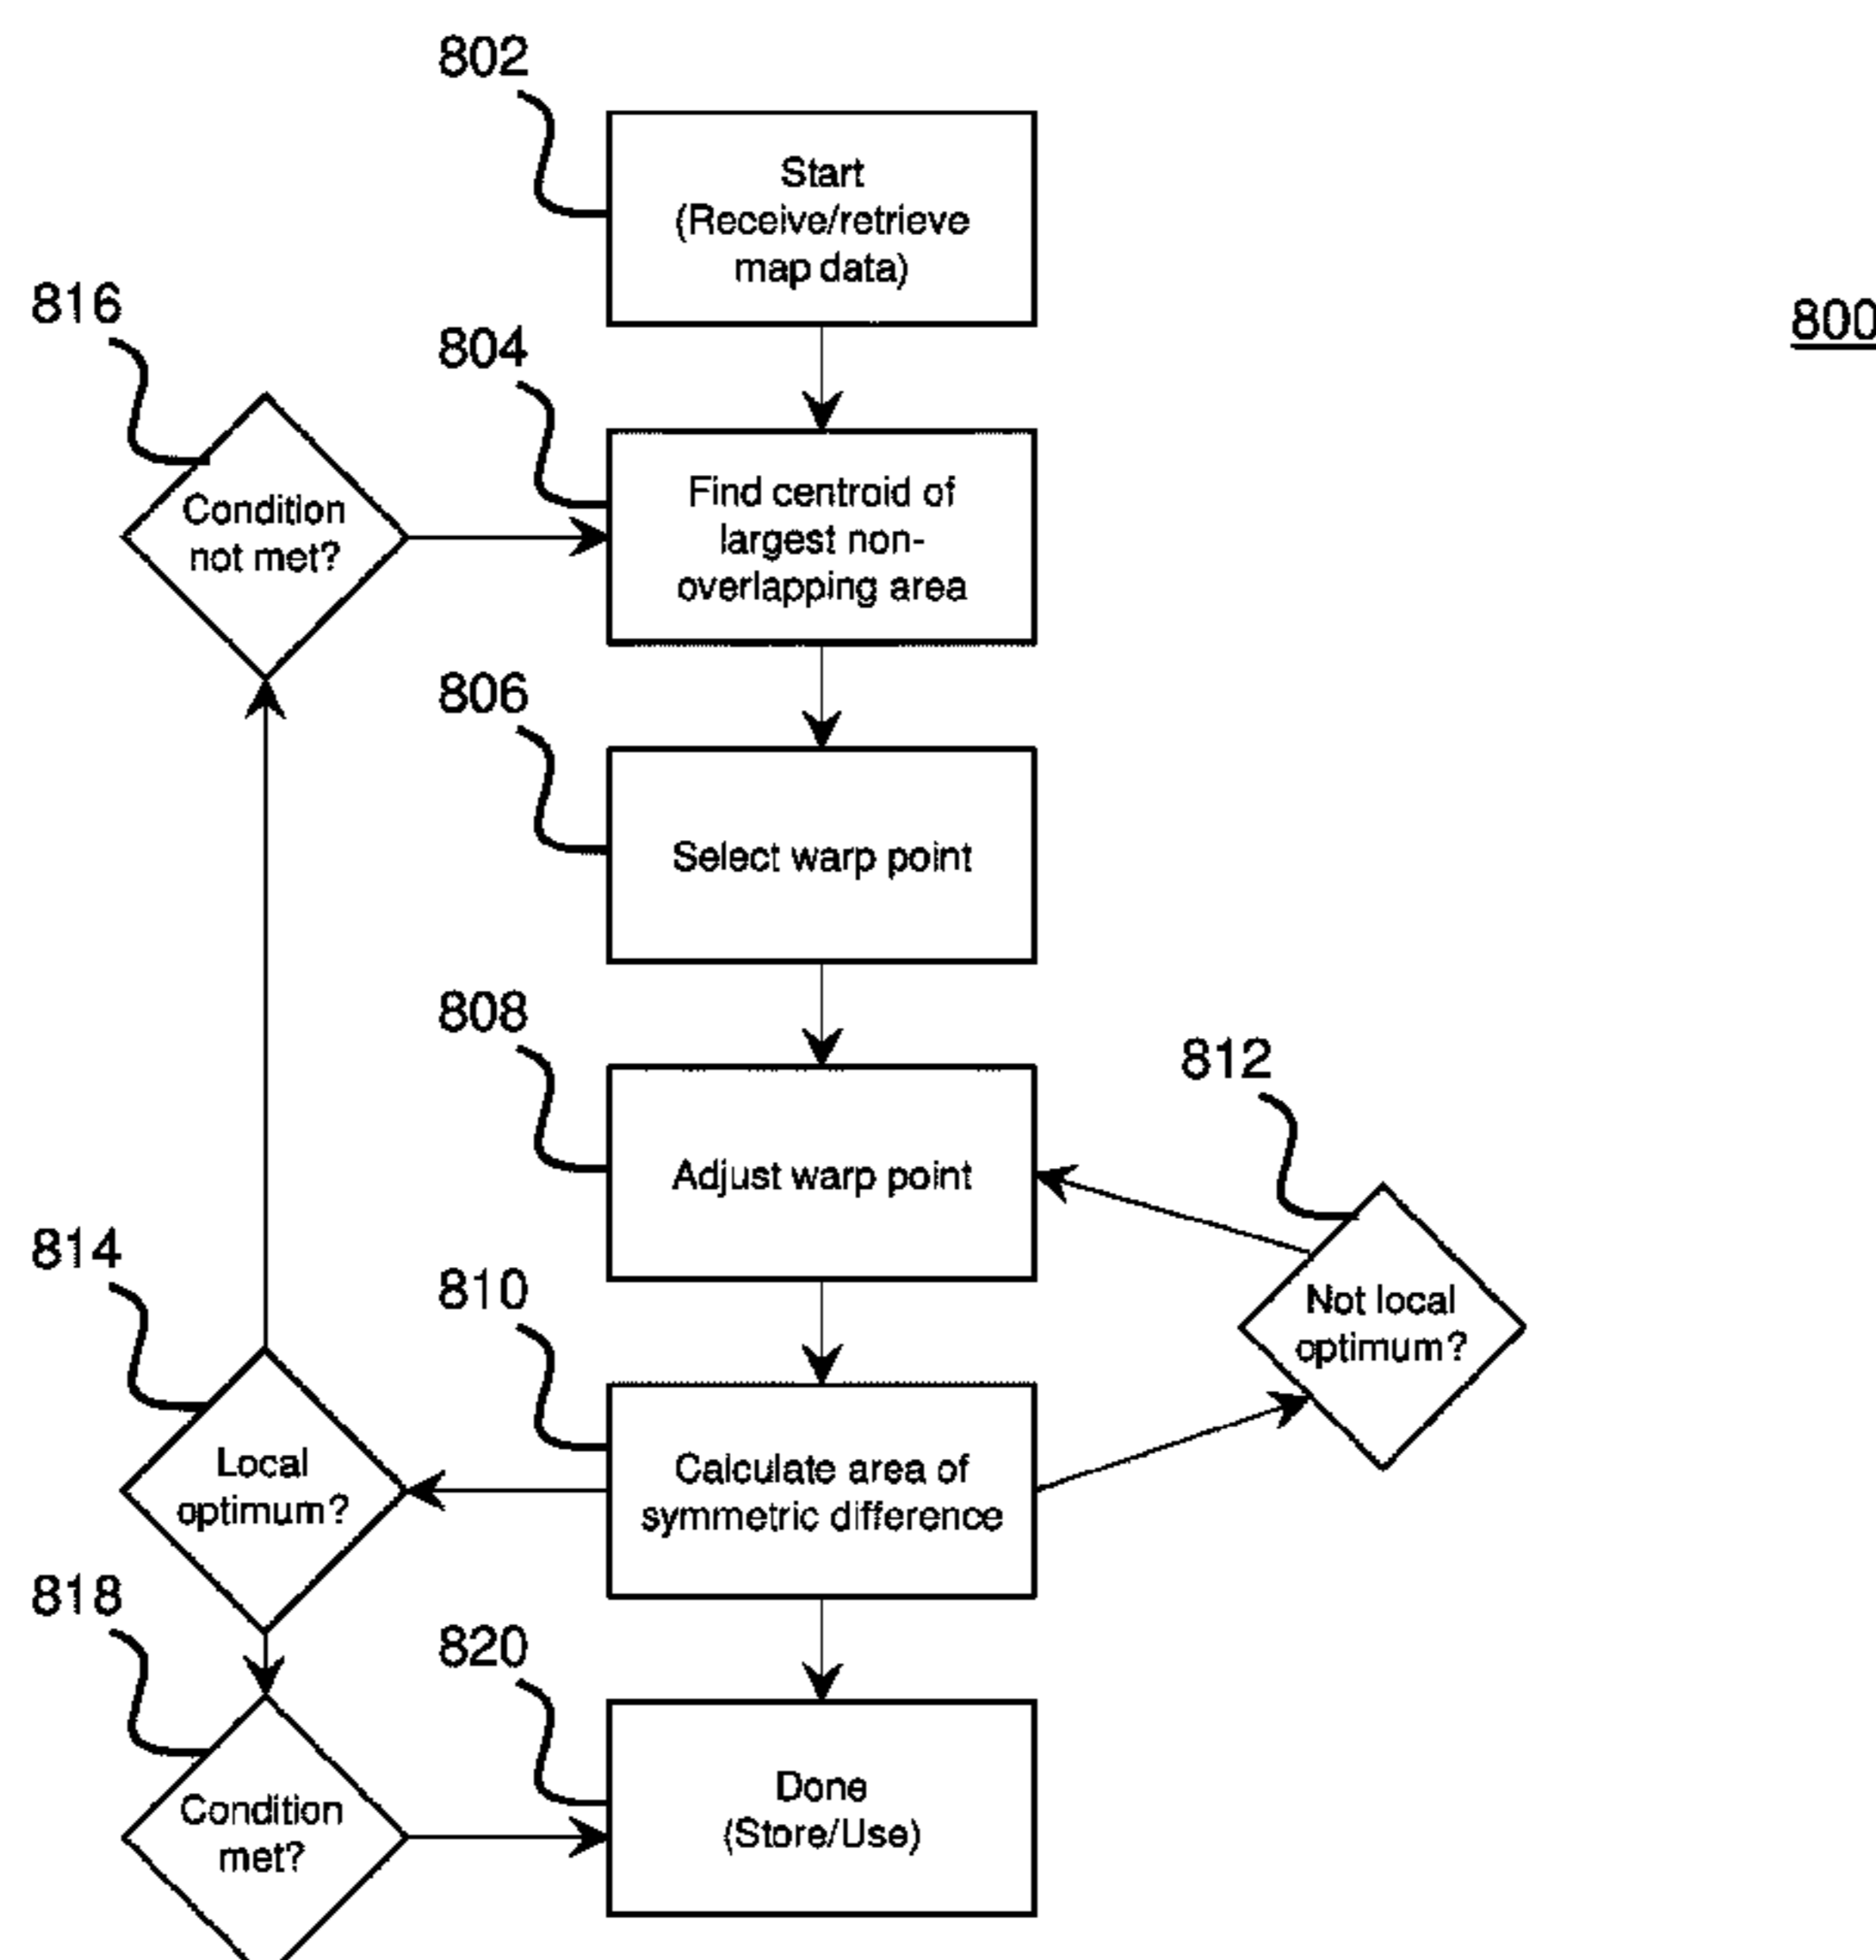 802
Start
(Receive/retrieve
map data)
816
800
804
Condition
not met?
Find centroid of
largest non-
overlapping area
806
Select warp point
808
812
Adjust warp point
814
810
Not local
optimum?
Local
optimum?
Calculate area of
symmetric difference
818
820
Condition
met?
Done
(Store/Use)